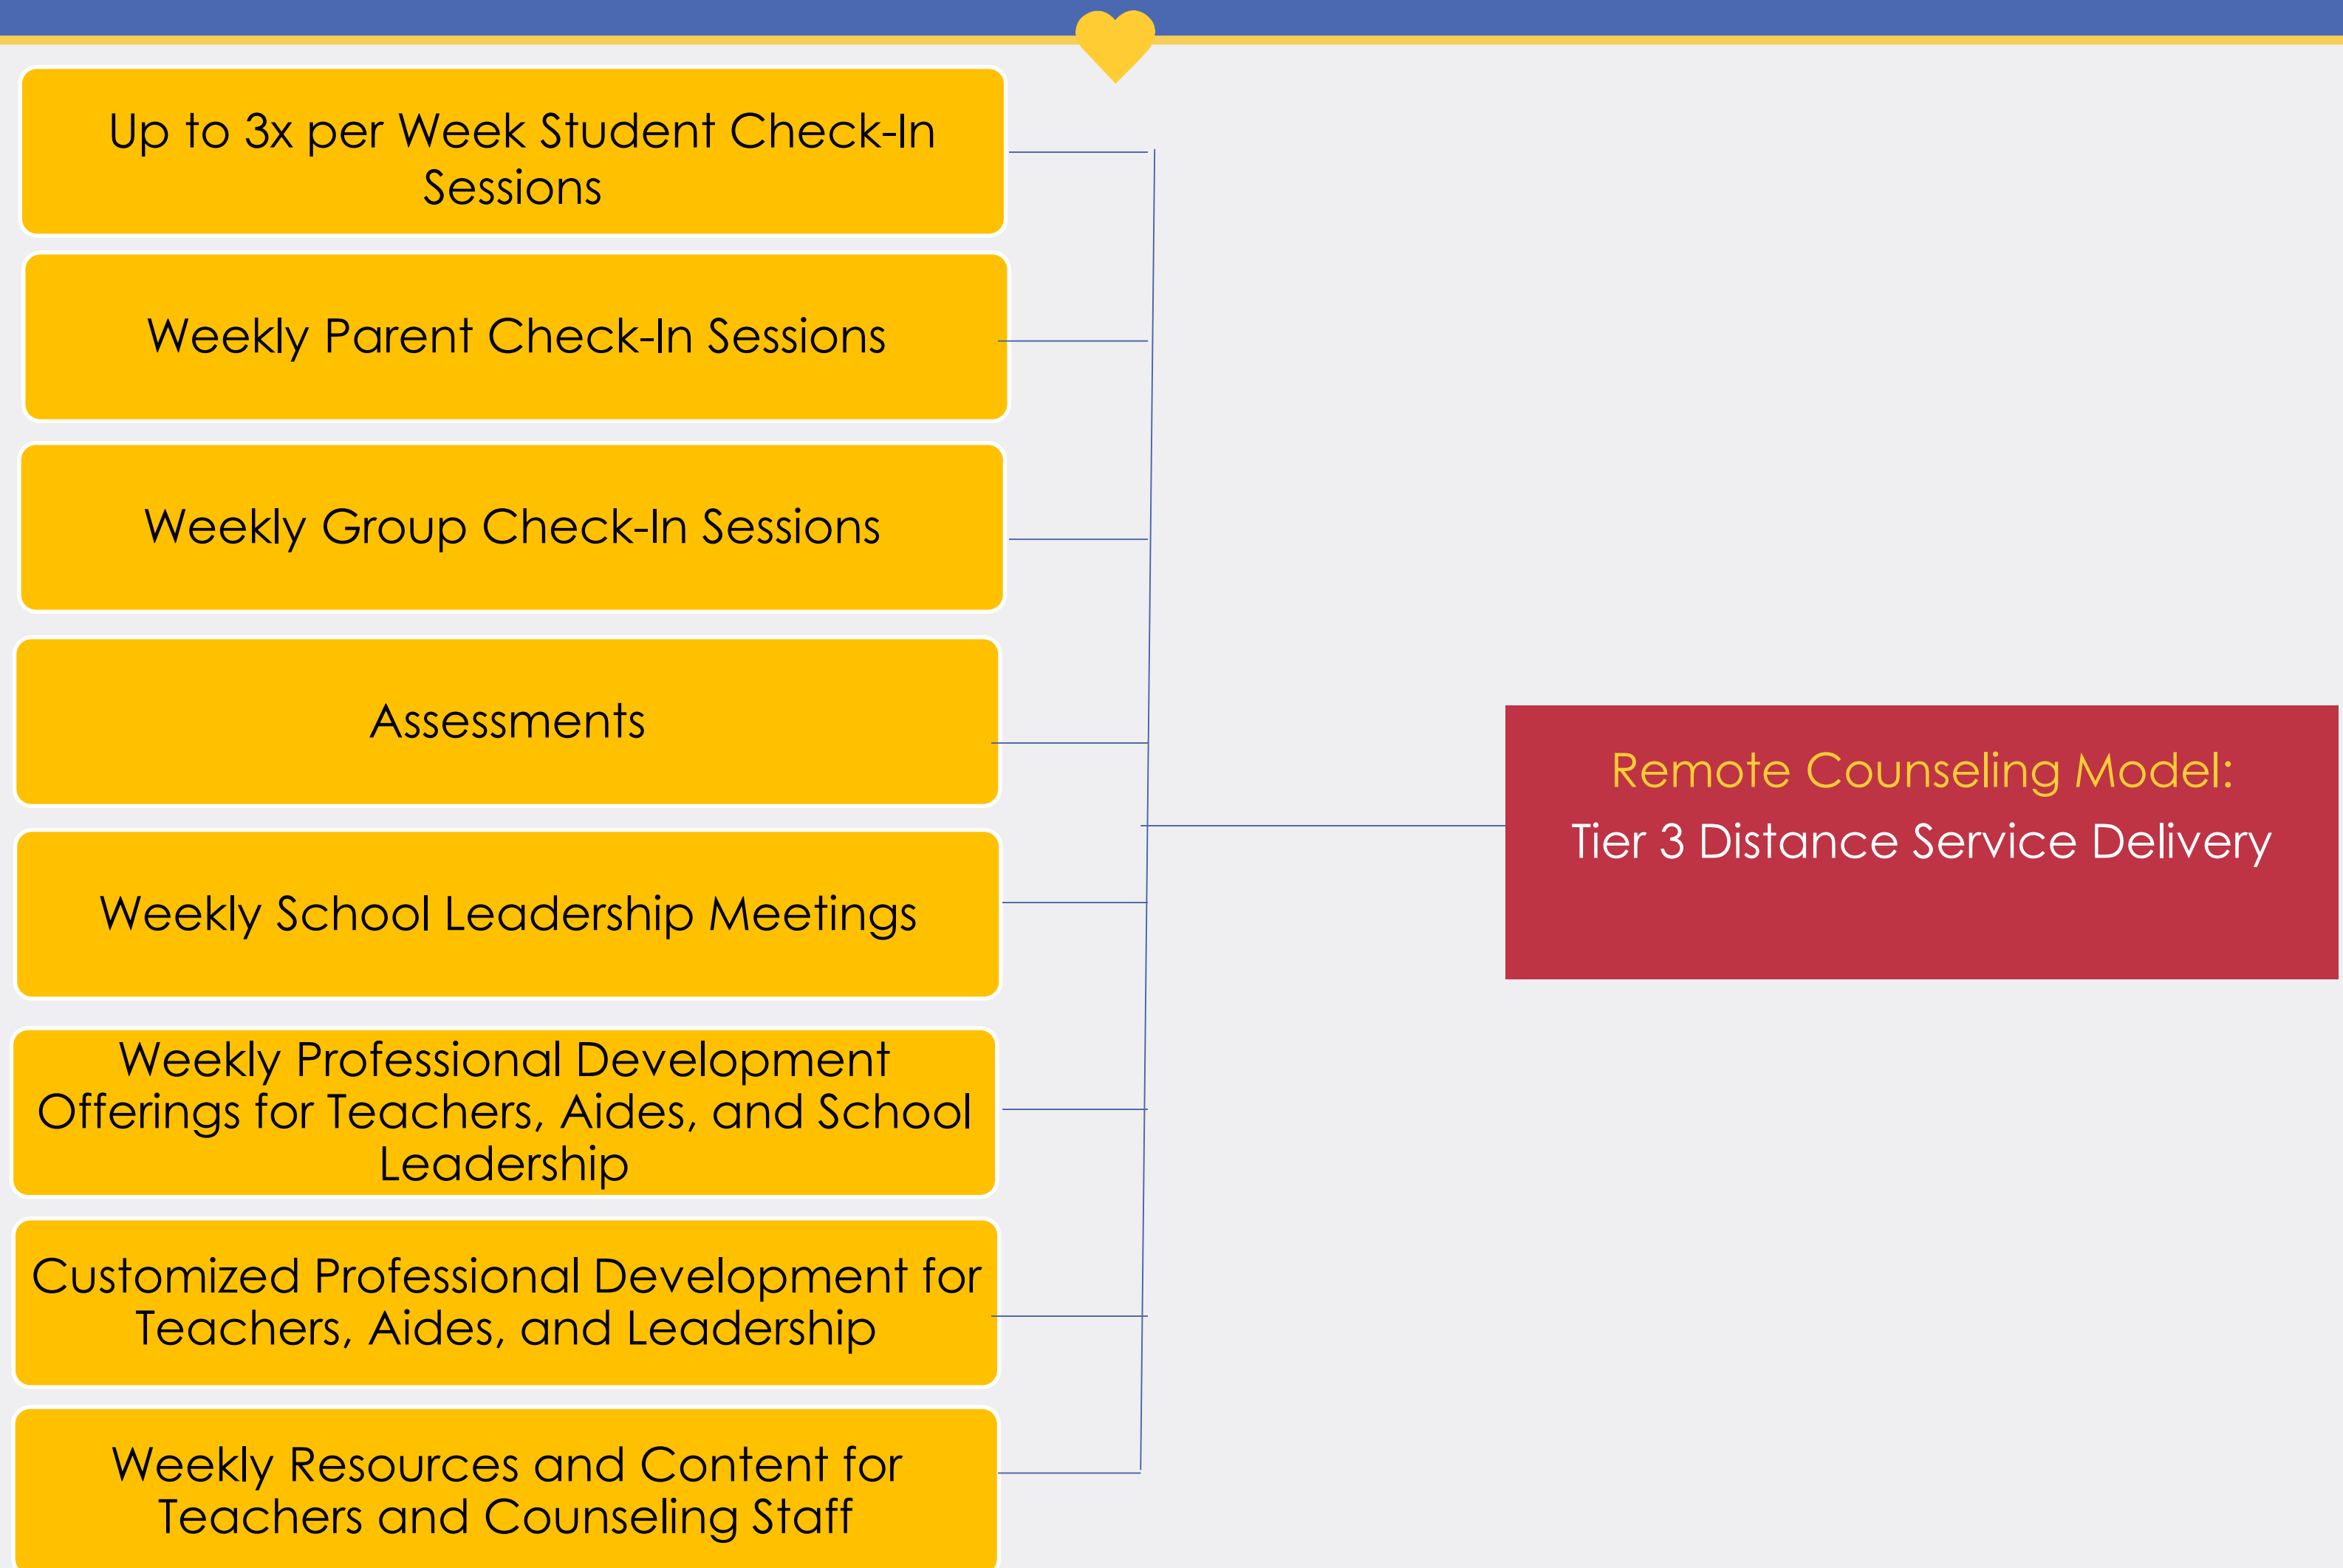 Up to 3x per Week Student Check-In
Sessions
Weekly Parent Check-In Sessions
Weekly Group Check-In Sessions
Assessments
Weekly School Leadership Meetings
Weekly Professional Development
Offerings for Teachers, Aides, and School
Leadership
Customized Professional Development for
Teachers, Aides, and Leadership
Weekly Resources and Content for
Teachers and Counseling Staff
Remote Counseling Model:
Tier 3 Distance Service Delivery